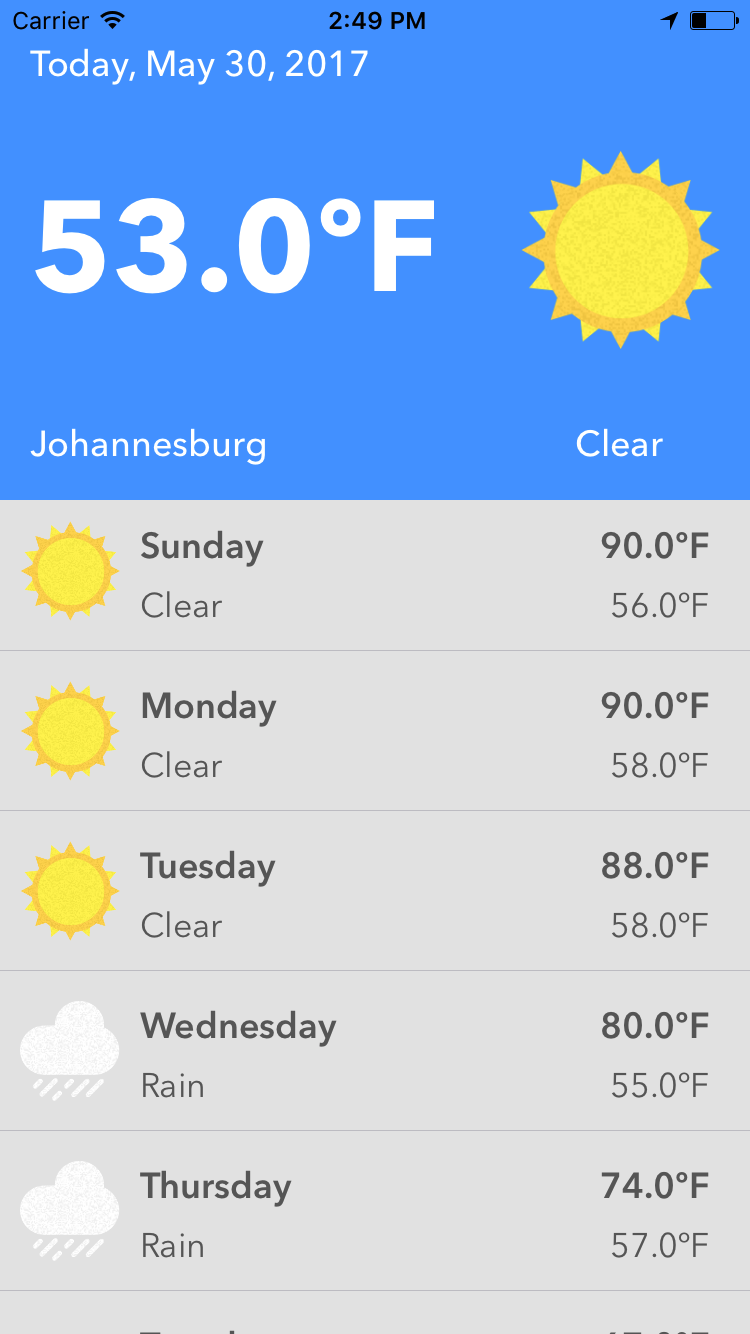 Carrier 2:49 PM
Today, May 30, 2017
53.0°F
Johannesburg Clear
Sunday 90.0°F
Clear 56.0°F
Monday 90.0°F
Clear 58.0°F
Tuesday 88.0°F
Clear 58.0°F
Wednesday 80.0°F
Rain 55.0°F
Thursday 74.0°F
Rain 57.0°F